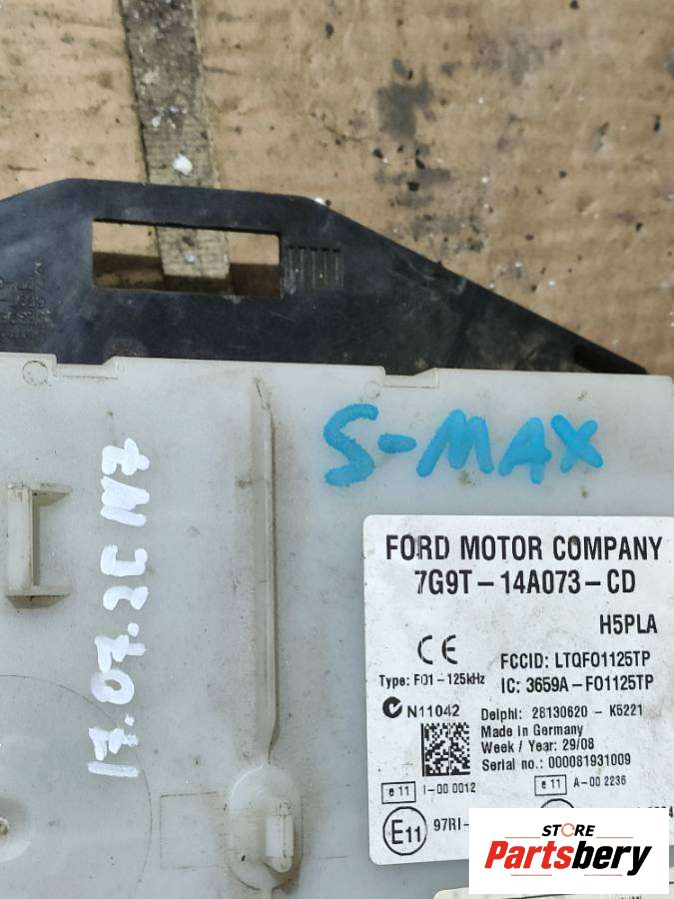 S-MAX
FORD MOTOR COMPANY
7G9T-14A073-CD
H5PLA
CE
FCCID: LTQFO1125TP
Type: F01-125kHz
IC: 3659A-FO1125TP
N11042
Delphi: 28130620-K5221
Made in Germany
Week / Year: 29/08
Serial no.: 000081931009
e 11 I-00 0012
e 11 A-00 2236
E11 97RI-
STORE
Partsbery